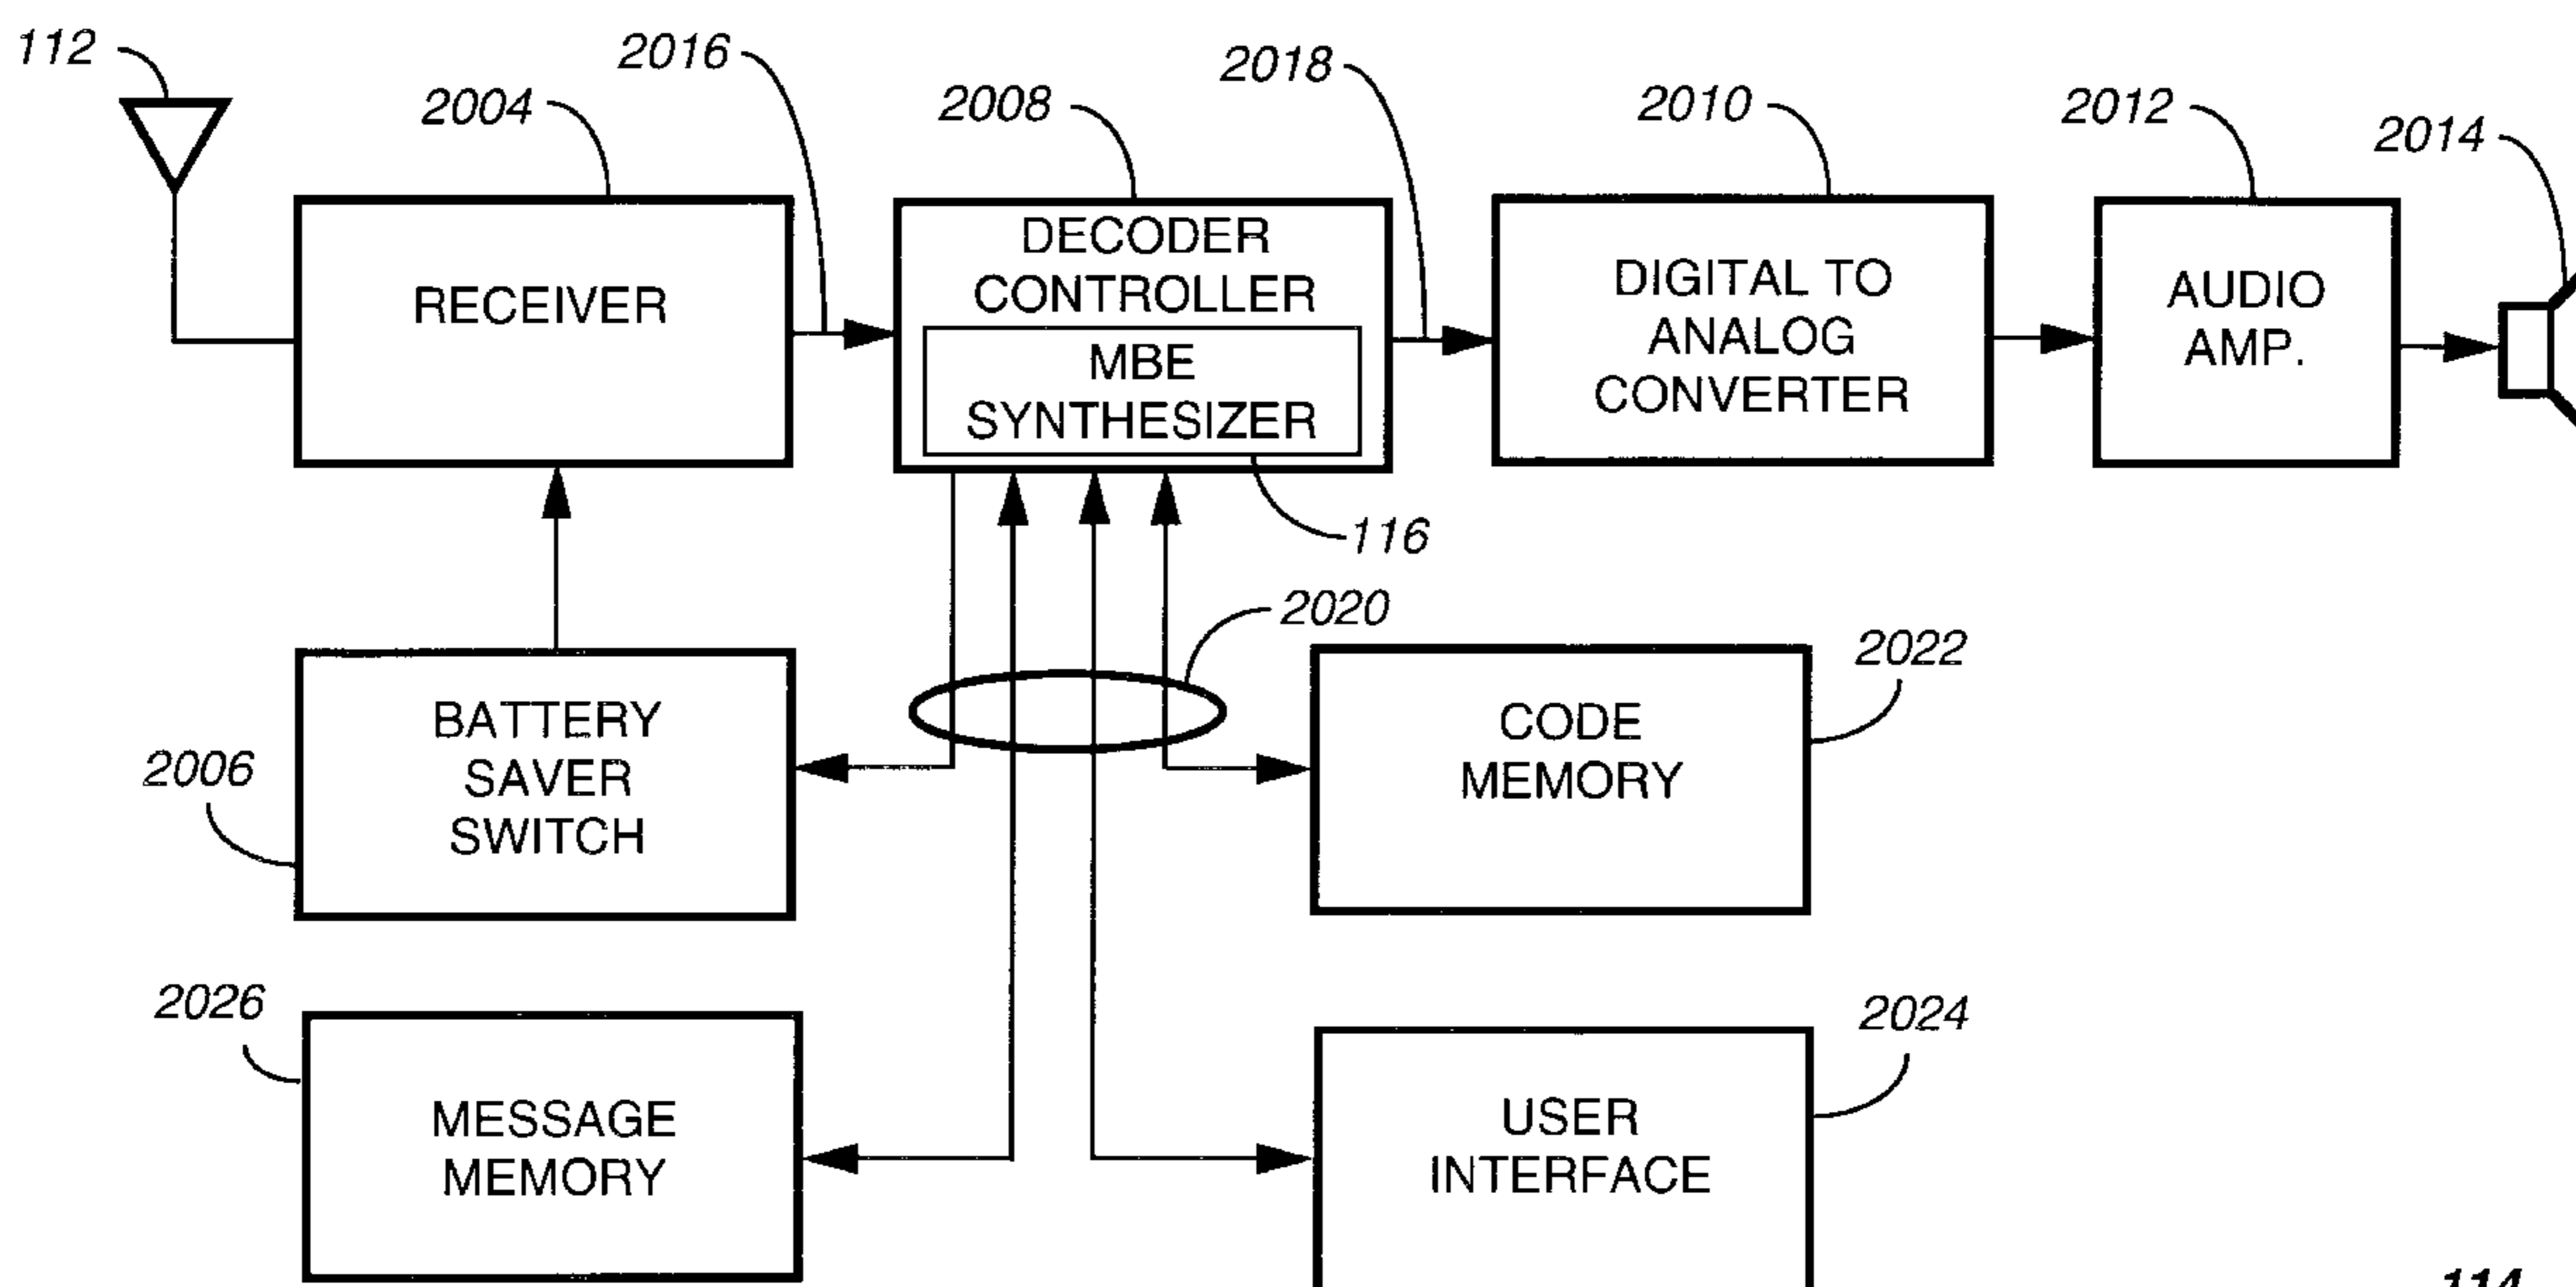 112
2016
2018
2004
2008
2010
2012
2014
RECEIVER
DECODER
CONTROLLER
MBE
SYNTHESIZER
DIGITAL TO
ANALOG
CONVERTER
AUDIO
AMP.
116
2020
2006
BATTERY
SAVER
SWITCH
CODE
MEMORY
2022
2026
MESSAGE
MEMORY
USER
INTERFACE
2024